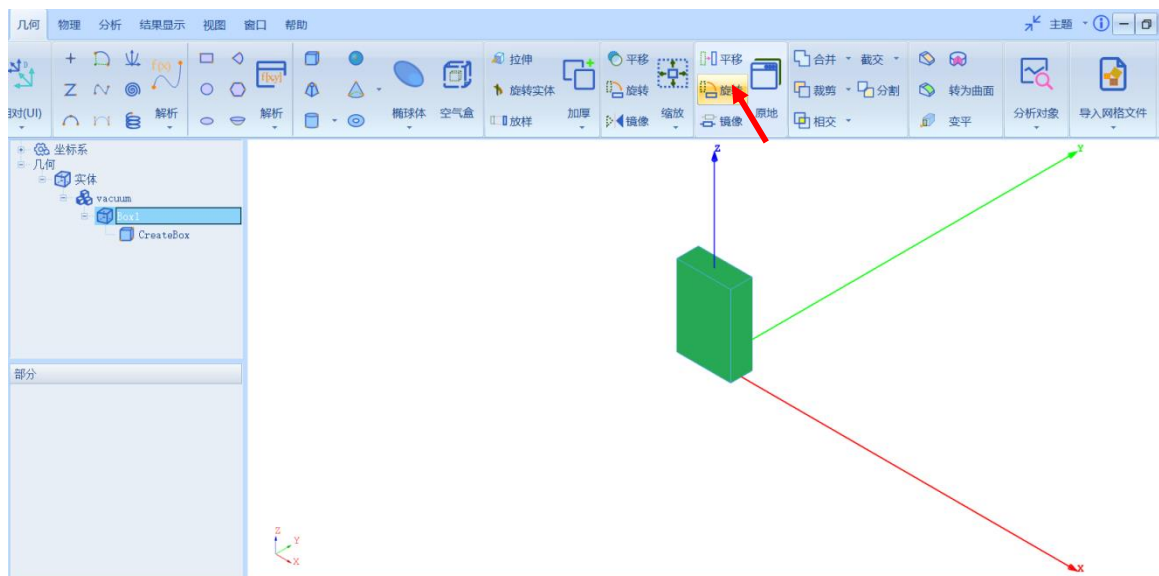 几何 物理 分析 结果显示 视图 窗口 帮助 主题
拉伸 平移 平移 合并 截交
对(UI) 解析 解析 椭球体 空气盒 旋转实体 加厚 旋转 缩放 旋转 原地 裁剪 分割 转为曲面 分析对象 导入网格文件
放样 镜像 镜像 相交 变平
坐标系
几何
实体
vacuum
Box1
CreateBox
部分
Z
Y
X
Z
Y
X